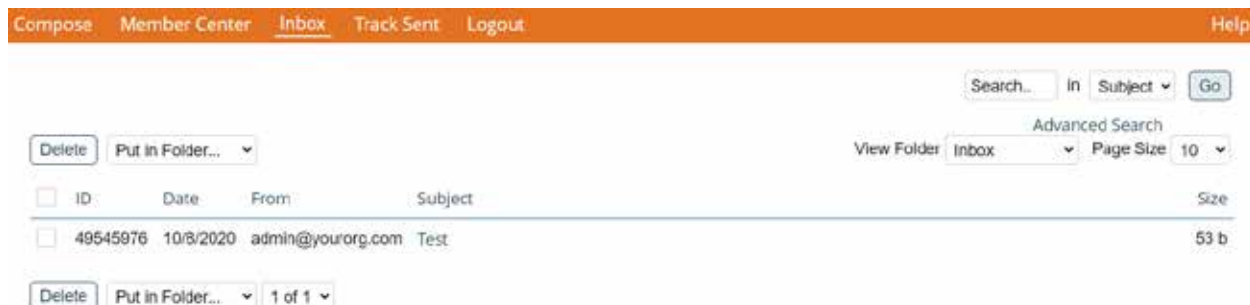 Compose Member Center Inbox Track Sent Logout Help
Search.. In Subject Go
Advanced Search
Delete Put in Folder... View Folder Inbox Page Size 10
ID Date From Subject Size
49545976 10/8/2020 admin@yourorg.com Test 53 b
Delete Put in Folder... 1 of 1